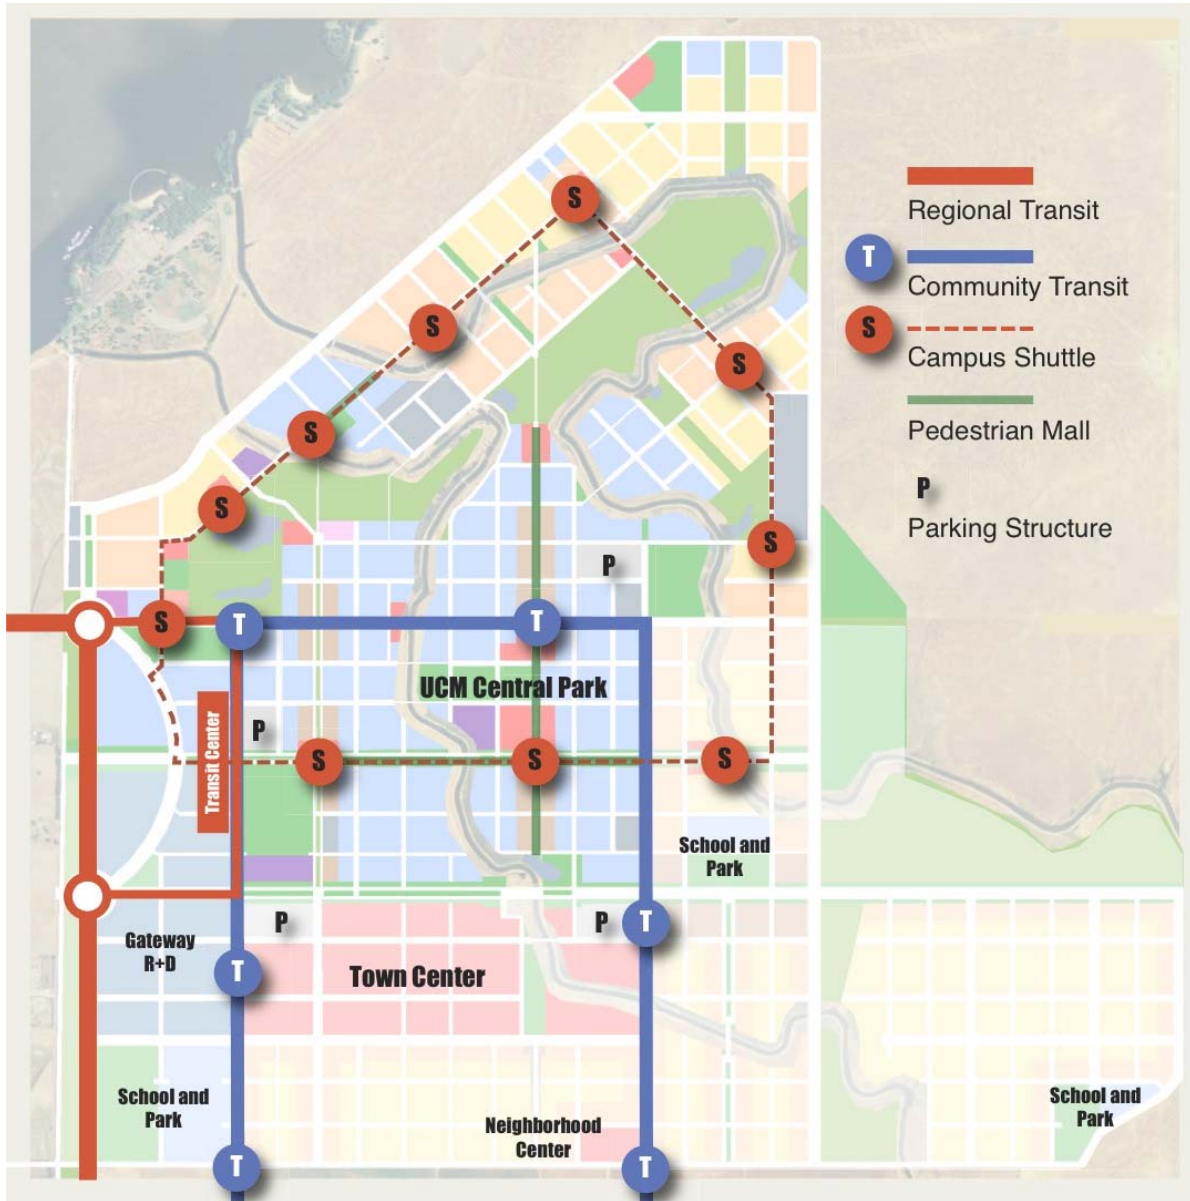 S
Regional Transit
T
Community Transit
S
S
Campus Shuttle
S
Pedestrian Mall
S
P
S
Parking Structure
S
P
S
T
T
UCM Central Park
P
Transit Center
S
S
S
School and
Park
P
P
T
Gateway
R+D
T
Town Center
School and
Park
Neighborhood
Center
School and
Park
T
T